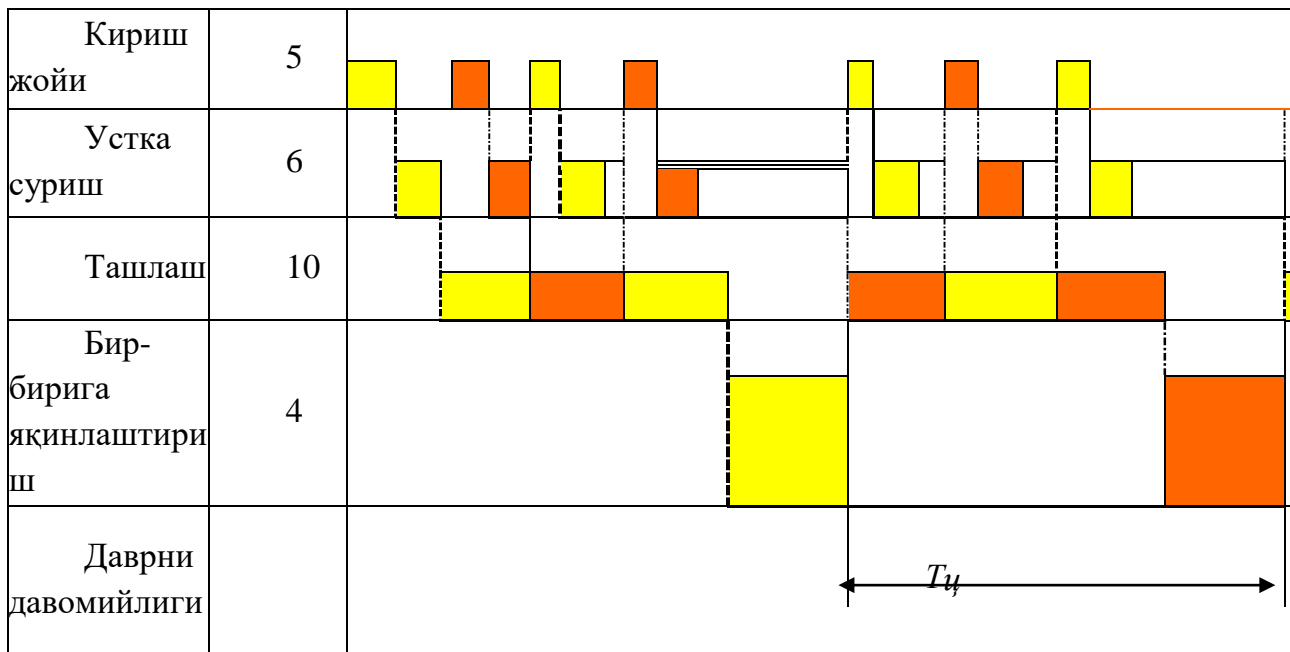 Кириш
жойи
5
Устка
суриш
6
Ташлаш
10
Бир-
бирига
яқинлаштири
ш
4
Даврни
давомийлиги
Тц